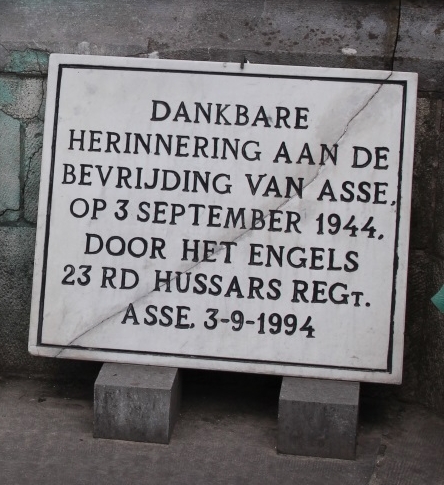 DANKBARE
HERINNERING AAN DE
BEVRIJDING VAN ASSE.
OP 3 SEPTEMBER 1944.
DOOR HET ENGELS
23 RD HUSSARS REGT.
ASSE. 3-9-1994